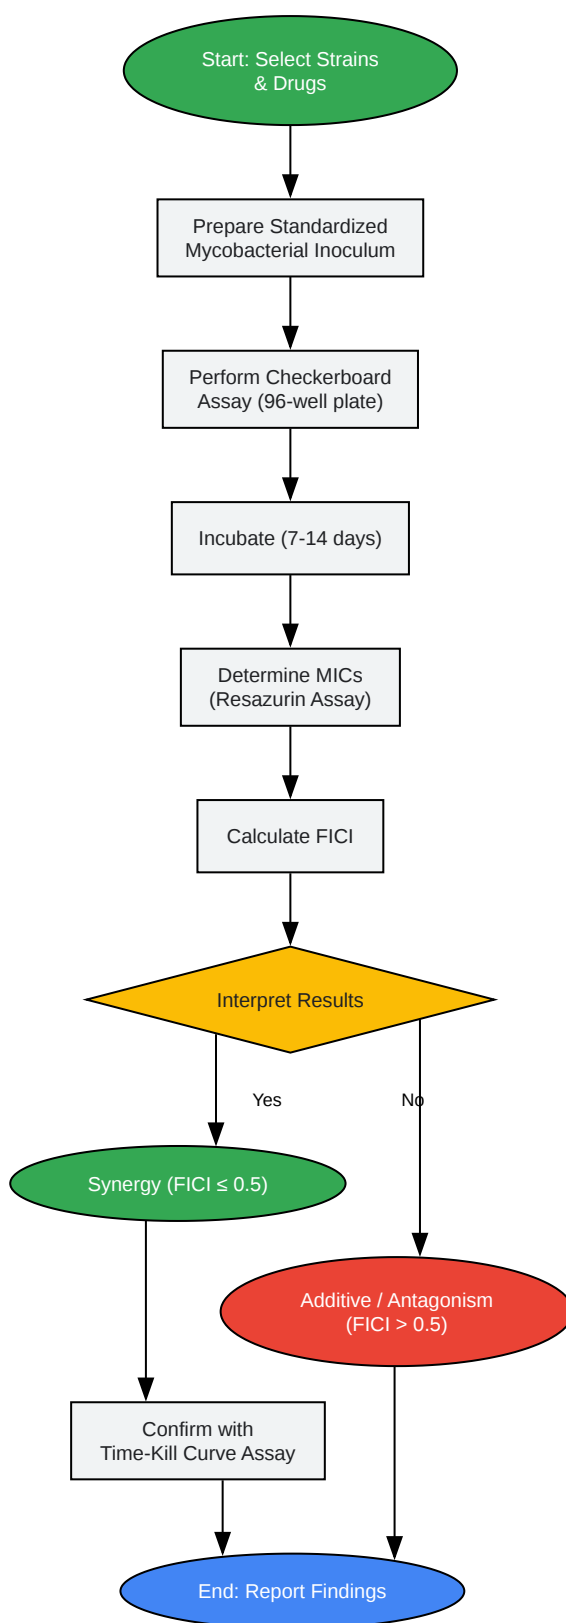 Start: Select Strains
& Drugs
Prepare Standardized
Mycobacterial Inoculum
Perform Checkerboard
Assay (96-well plate)
Incubate (7-14 days)
Determine MICs
(Resazurin Assay)
Calculate FICI
Interpret Results
Yes
No
Synergy (FICI ≤ 0.5)
Additive / Antagonism
(FICI > 0.5)
Confirm with
Time-Kill Curve Assay
End: Report Findings